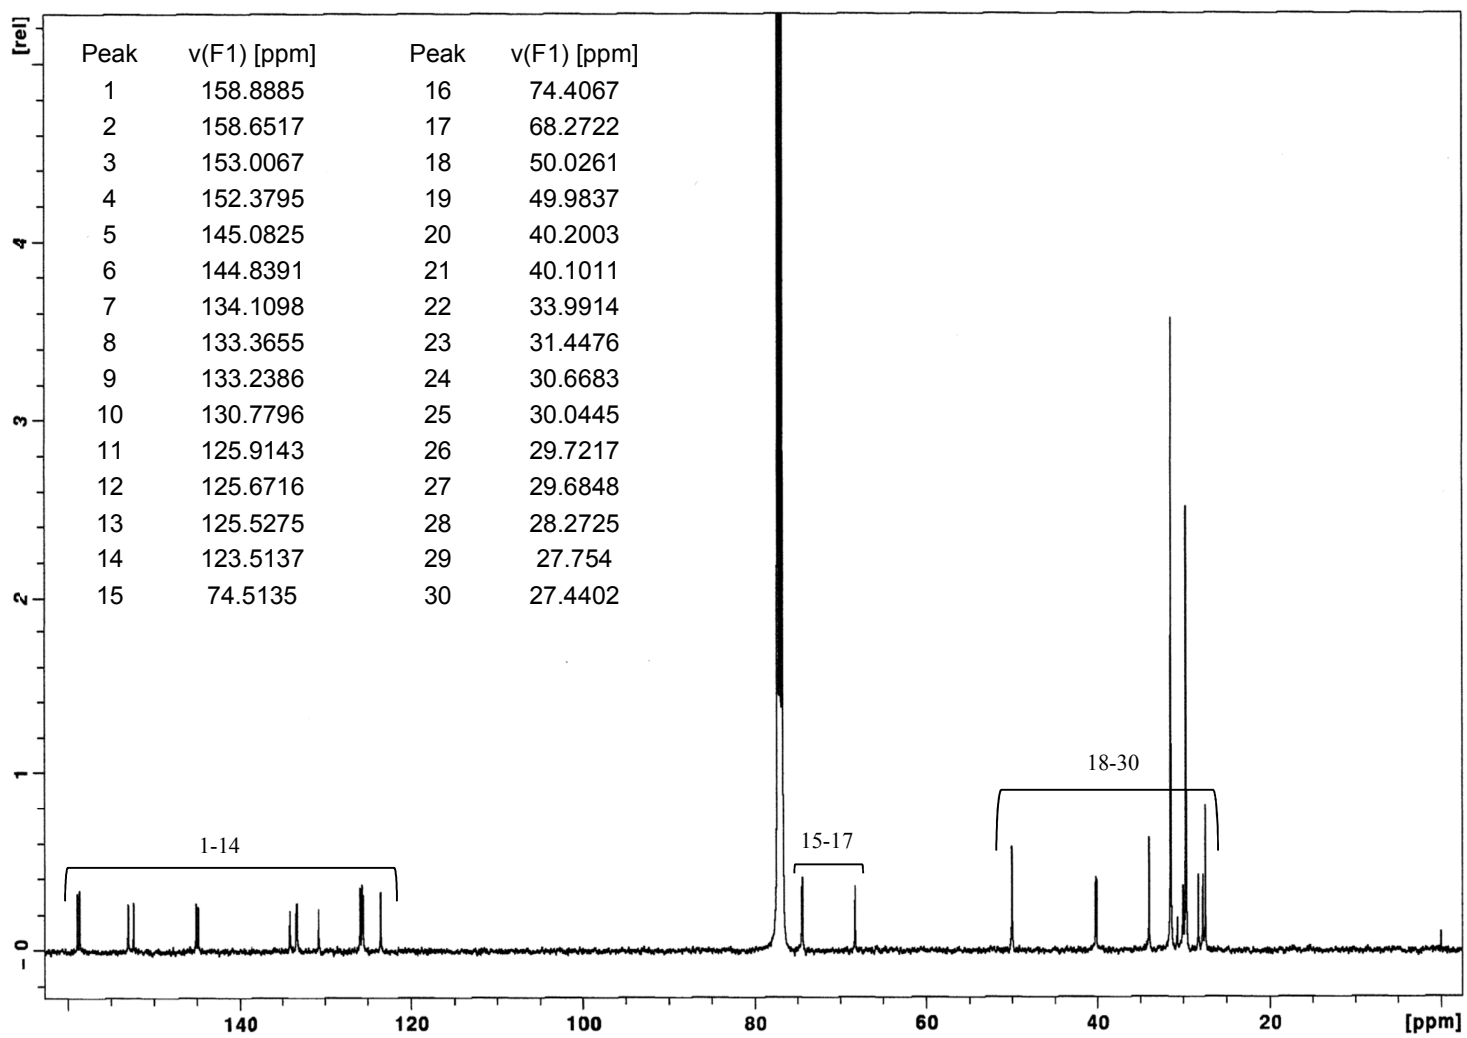 [rel]
Peak v(F1) [ppm] Peak v(F1) [ppm]
1 158.8885 16 74.4067
2 158.6517 17 68.2722
3 153.0067 18 50.0261
4 152.3795 19 49.9837
5 145.0825 20 40.2003
6 144.8391 21 40.1011
7 134.1098 22 33.9914
8 133.3655 23 31.4476
9 133.2386 24 30.6683
10 130.7796 25 30.0445
11 125.9143 26 29.7217
12 125.6716 27 29.6848
13 125.5275 28 28.2725
14 123.5137 29 27.754
15 74.5135 30 27.4402
4
3
2
1
0
1-14
15-17
18-30
140 120 100 80 60 40 20 [ppm]